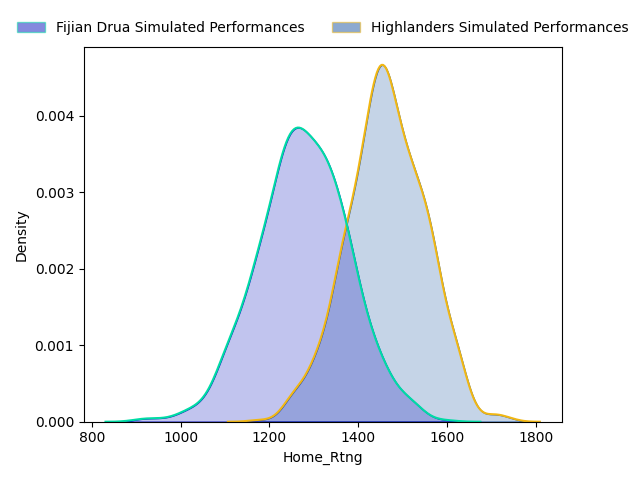 Fijian Drua Simulated Performances Highlanders Simulated Performances
0.004
0.003
0.002
0.001
0.000
Density
800 1000 1200 1400 1600 1800
Home_Rtng